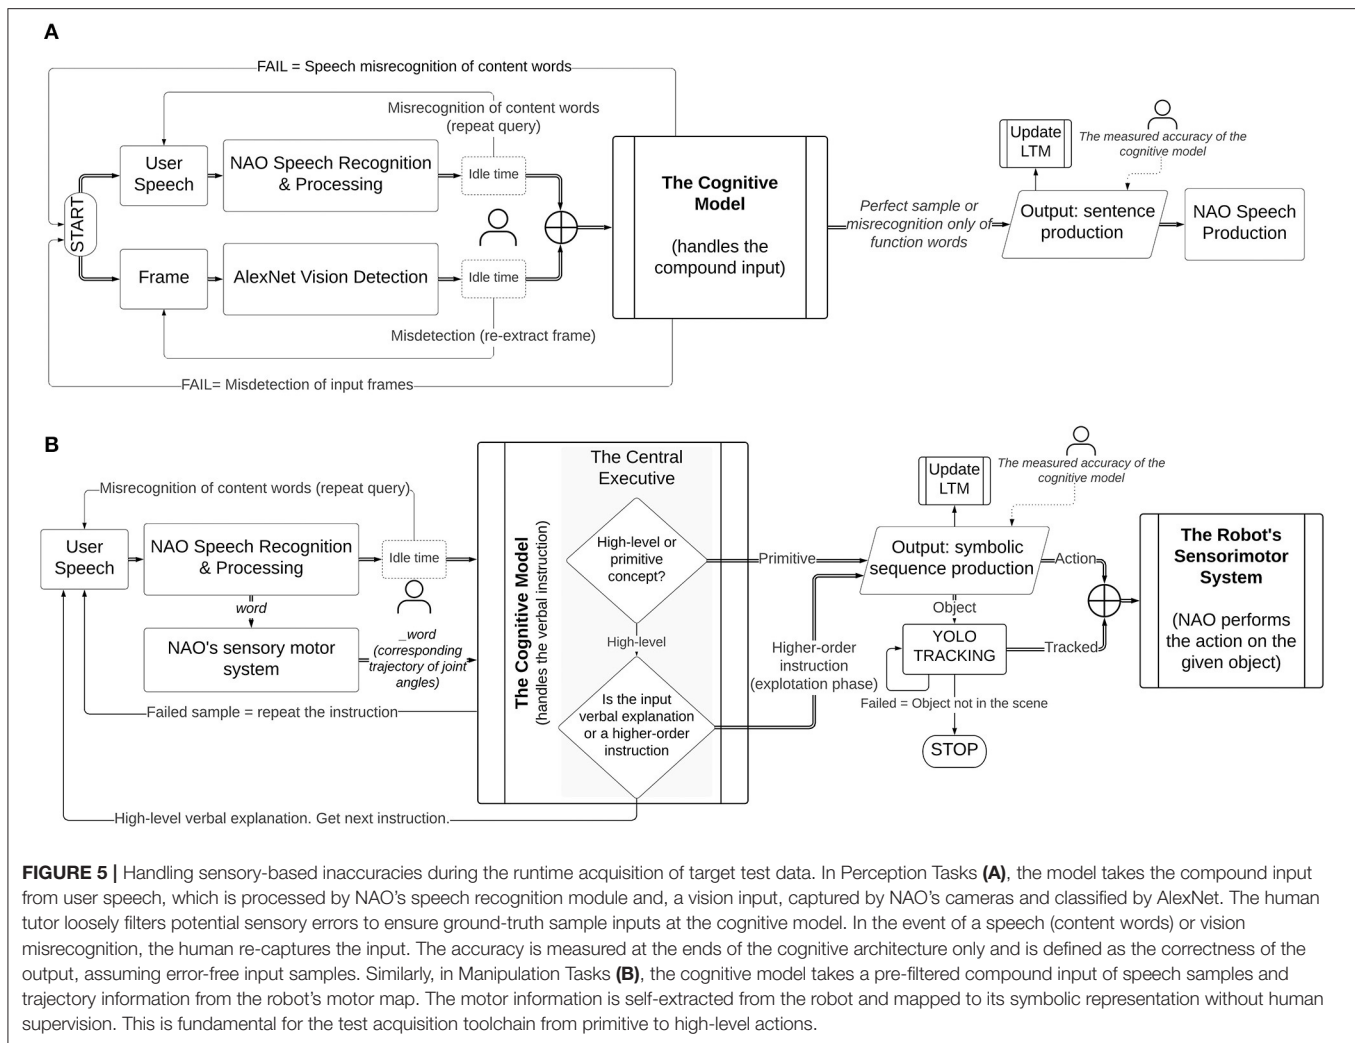 A
FAIL = Speech misrecognition of content words
Misrecognition of content words
(repeat query)
User
Speech
NAO Speech Recognition
& Processing
Idle time
START
Frame
AlexNet Vision Detection
Idle time
Misdetection (re-extract frame)
FAIL= Misdetection of input frames
The Cognitive
Model
(handles the
compound input)
Perfect sample or
misrecognition only of
function words
Update
LTM
The measured accuracy of the
cognitive model
Output: sentence
production
NAO Speech
Production
B
Misrecognition of content words (repeat query)
User
Speech
NAO Speech Recognition
& Processing
Idle time
word
NAO's sensory motor
system
_word
(corresponding
trajectory of joint
angles)
Failed sample = repeat the instruction
High-level verbal explanation. Get next instruction.
The Cognitive Model
(handles the verbal instruction)
The Central
Executive
High-level or
primitive
concept?
High-level
Is the input
verbal explanation
or a higher-order
instruction
Primitive
Higher-order
instruction
(explotation phase)
Update
LTM
The measured accuracy of the
cognitive model
Output: symbolic
sequence production
Action
Object
YOLO
TRACKING
Tracked
Failed = Object not in the scene
STOP
The Robot's
Sensorimotor
System
(NAO performs
the action on the
given object)
FIGURE 5 | Handling sensory-based inaccuracies during the runtime acquisition of target test data. In Perception Tasks (A), the model takes the compound input
from user speech, which is processed by NAO's speech recognition module and, a vision input, captured by NAO's cameras and classified by AlexNet. The human
tutor loosely filters potential sensory errors to ensure ground-truth sample inputs at the cognitive model. In the event of a speech (content words) or vision
misrecognition, the human re-captures the input. The accuracy is measured at the ends of the cognitive architecture only and is defined as the correctness of the
output, assuming error-free input samples. Similarly, in Manipulation Tasks (B), the cognitive model takes a pre-filtered compound input of speech samples and
trajectory information from the robot's motor map. The motor information is self-extracted from the robot and mapped to its symbolic representation without human
supervision. This is fundamental for the test acquisition toolchain from primitive to high-level actions.